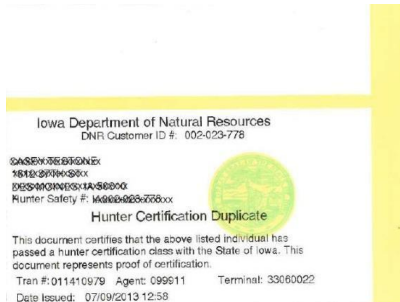 Iowa Department of Natural Resources
DNR Customer ID #: 002-023-778
Hunter Safety #:
Hunter Certification Duplicate
This document certifies that the above listed individual has
passed a hunter certification class with the State of Iowa. This
document represents proof of certification.
Tran #:011410979 Agent: 099911 Terminal: 33060022
Date Issued: 07/09/2013 12:58